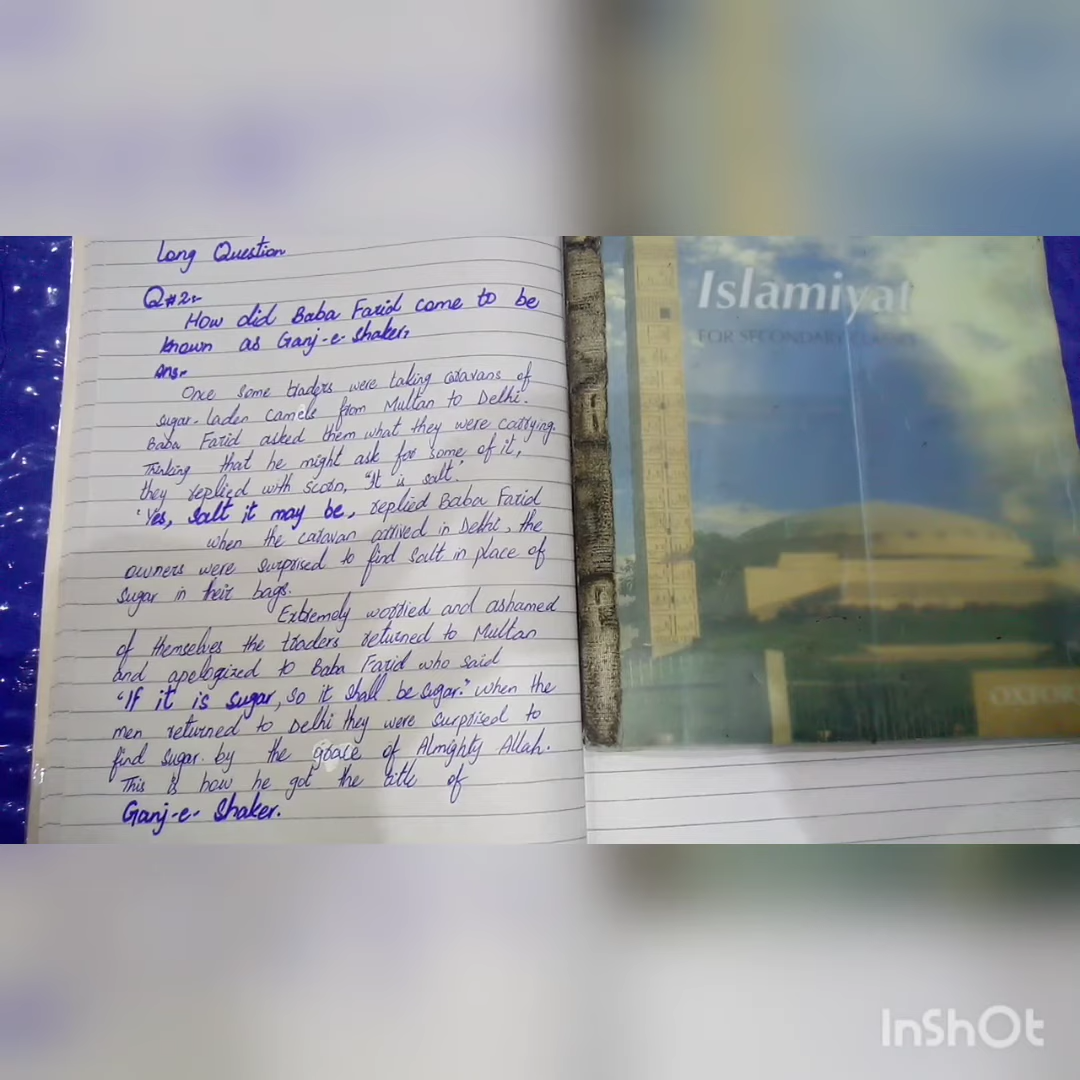 Long Question
Q#2:-
How did Baba Farid come to be
known as Ganj-e-Shaker?
Ans-
Once some traders were taking caravans of
sugar-laden camels from Multan to Delhi.
Baba Farid asked them what they were carrying.
Thinking that he might ask for some of it,
they replied with scorn, "It is salt".
"Yes, Salt it may be, replied Baba Farid
when the caravan arrived in Delhi, the
owners were surprised to find salt in place of
sugar in their bags.
Extremely worried and ashamed
of themselves the traders returned to Multan
and apelogized to Baba Farid who said
"If it is sugar, so it shall be sugar." when the
men returned to Delhi they were surprised to
find sugar by the grace of Almighty Allah.
This is how he got the title of
Ganj-e-Shaker.
Islamiyat
FOR SECONDARY CLASSES
OXFORD
InShOt